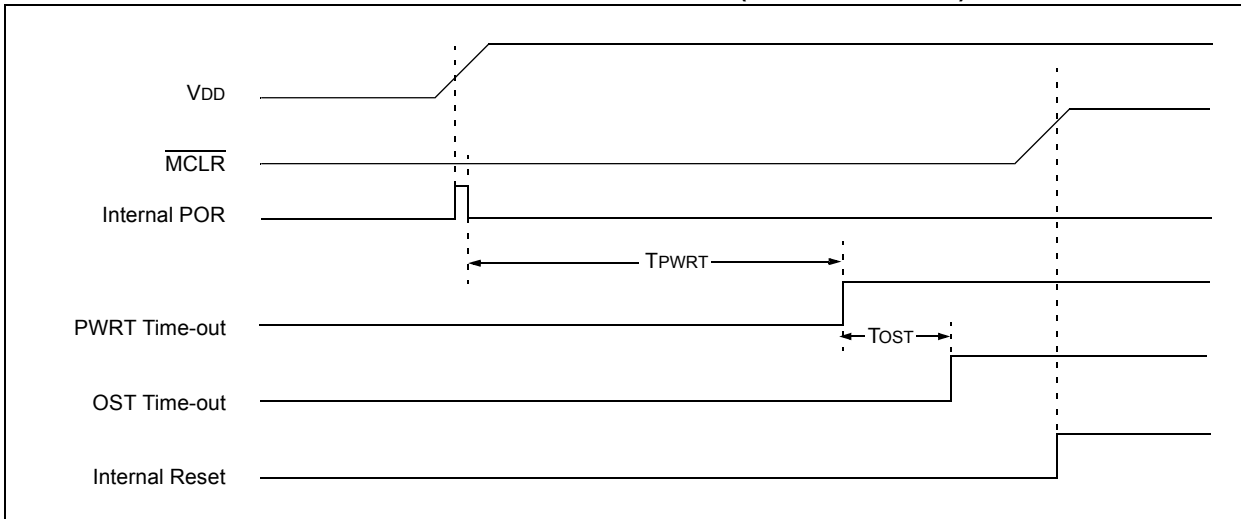 VDD
MCLR
Internal POR
TPWRT
PWRT Time-out
TOST
OST Time-out
Internal Reset